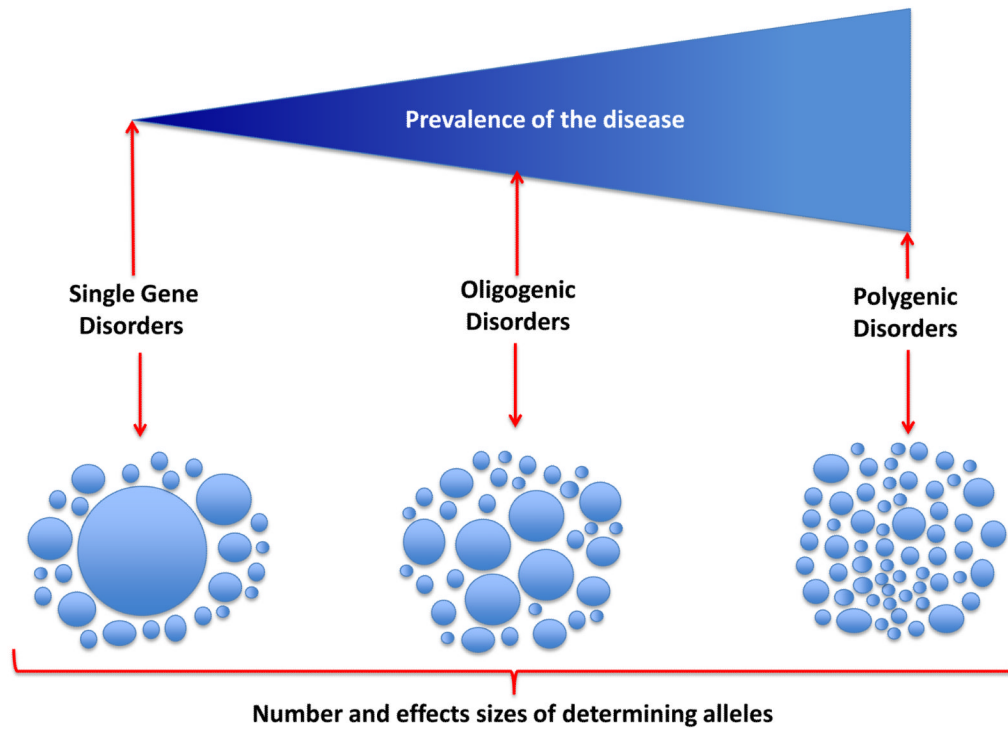 Prevalence of the disease
Single Gene
Disorders
Oligogenic
Disorders
Polygenic
Disorders
Number and effects sizes of determining alleles